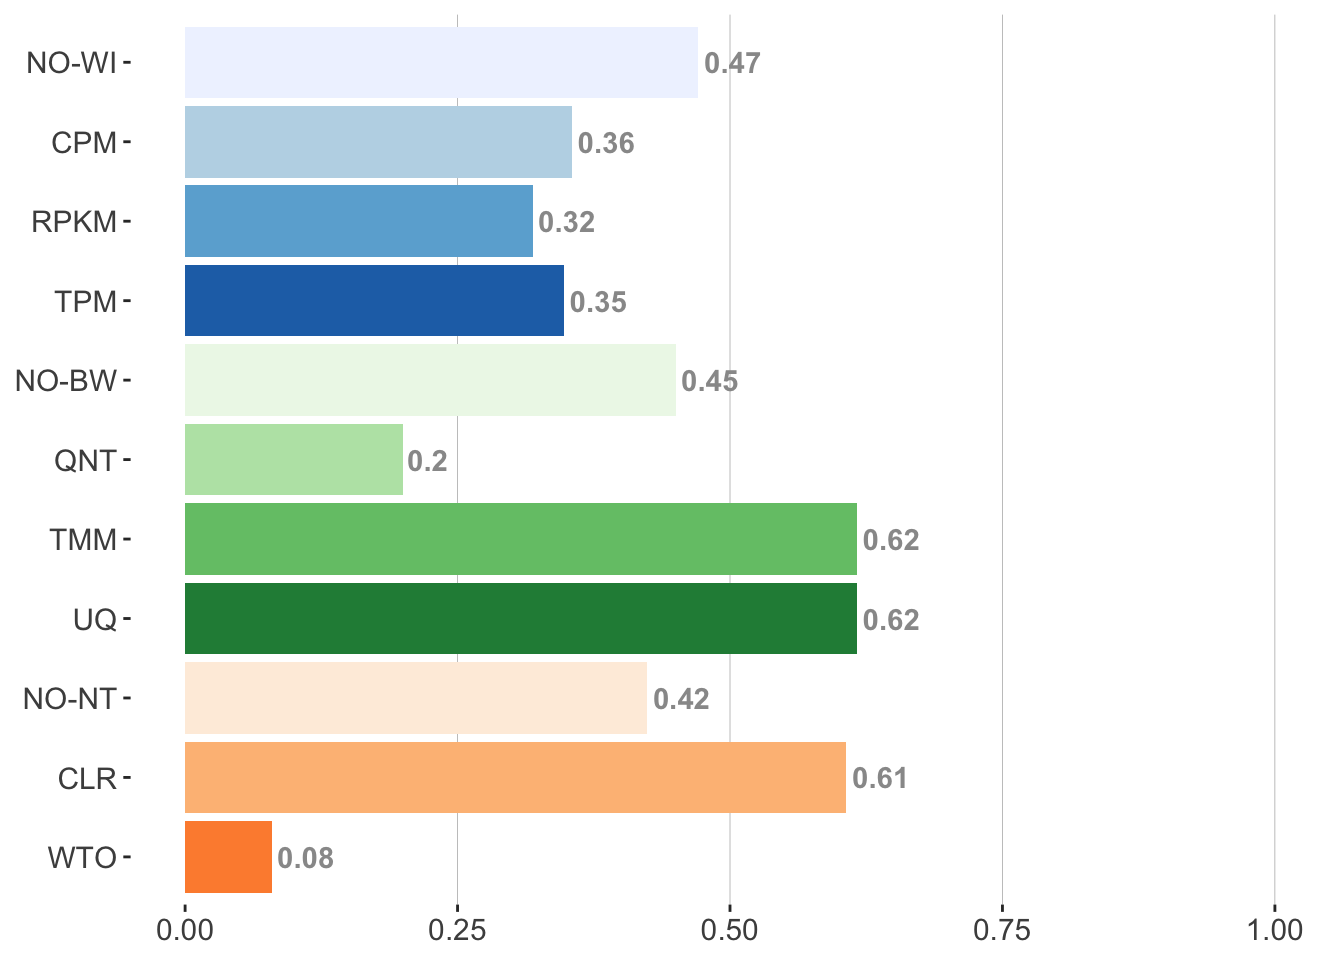 NO-WI 0.47
CPM 0.36
RPKM 0.32
TPM 0.35
NO-BW 0.45
QNT 0.2
TMM 0.62
UQ 0.62
NO-NT 0.42
CLR 0.61
WTO 0.08
0.00 0.25 0.50 0.75 1.00